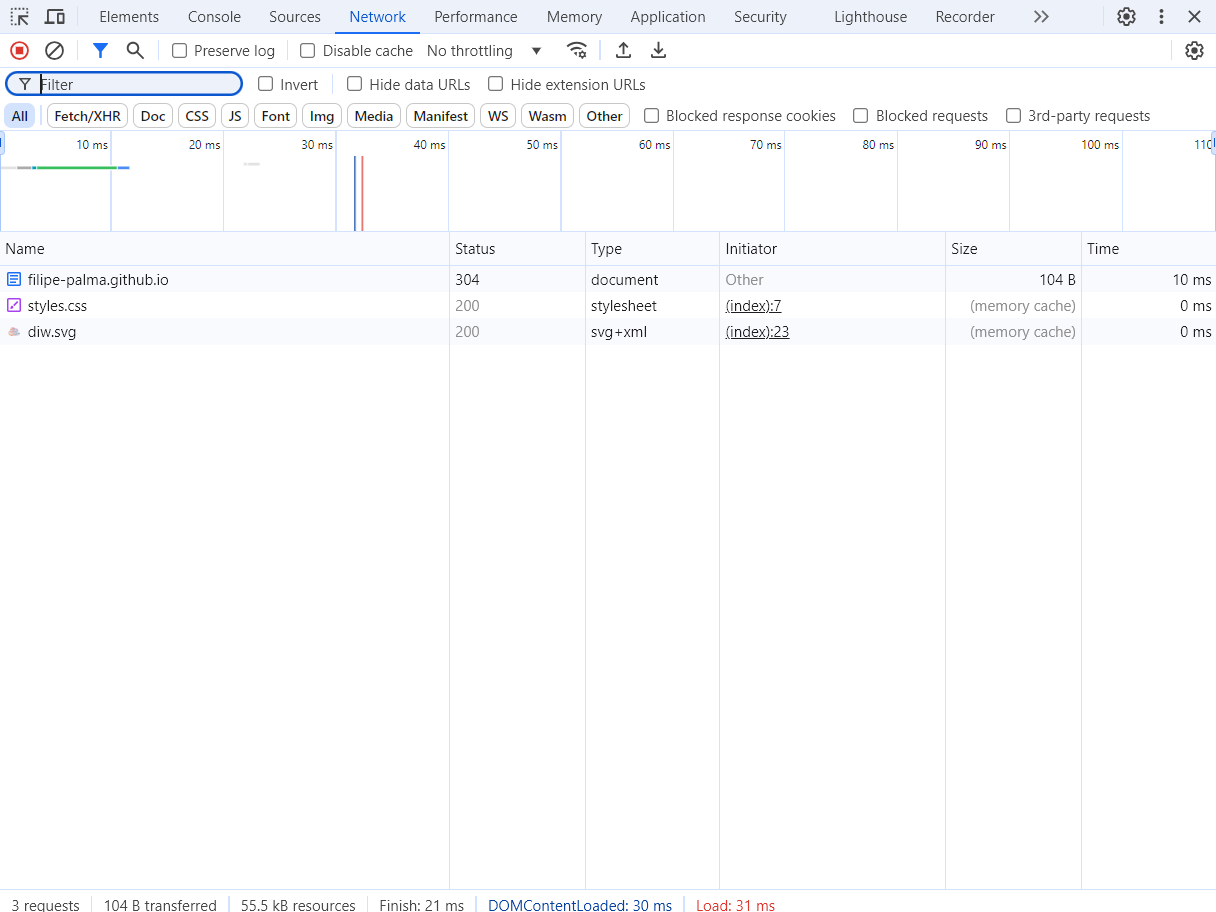 Elements Console Sources Network Performance Memory Application Security Lighthouse Recorder
Preserve log Disable cache No throttling
Filter Invert Hide data URLs Hide extension URLs
All Fetch/XHR Doc CSS JS Font Img Media Manifest WS Wasm Other Blocked response cookies Blocked requests 3rd-party requests
10 ms 20 ms 30 ms 40 ms 50 ms 60 ms 70 ms 80 ms 90 ms 100 ms 110
Name Status Type Initiator Size Time
filipe-palma.github.io 304 document Other 104 B 10 ms
styles.css 200 stylesheet (index):7 (memory cache) 0 ms
diw.svg 200 svg+xml (index):23 (memory cache) 0 ms
3 requests 104 B transferred 55.5 kB resources Finish: 21 ms DOMContentLoaded: 30 ms Load: 31 ms